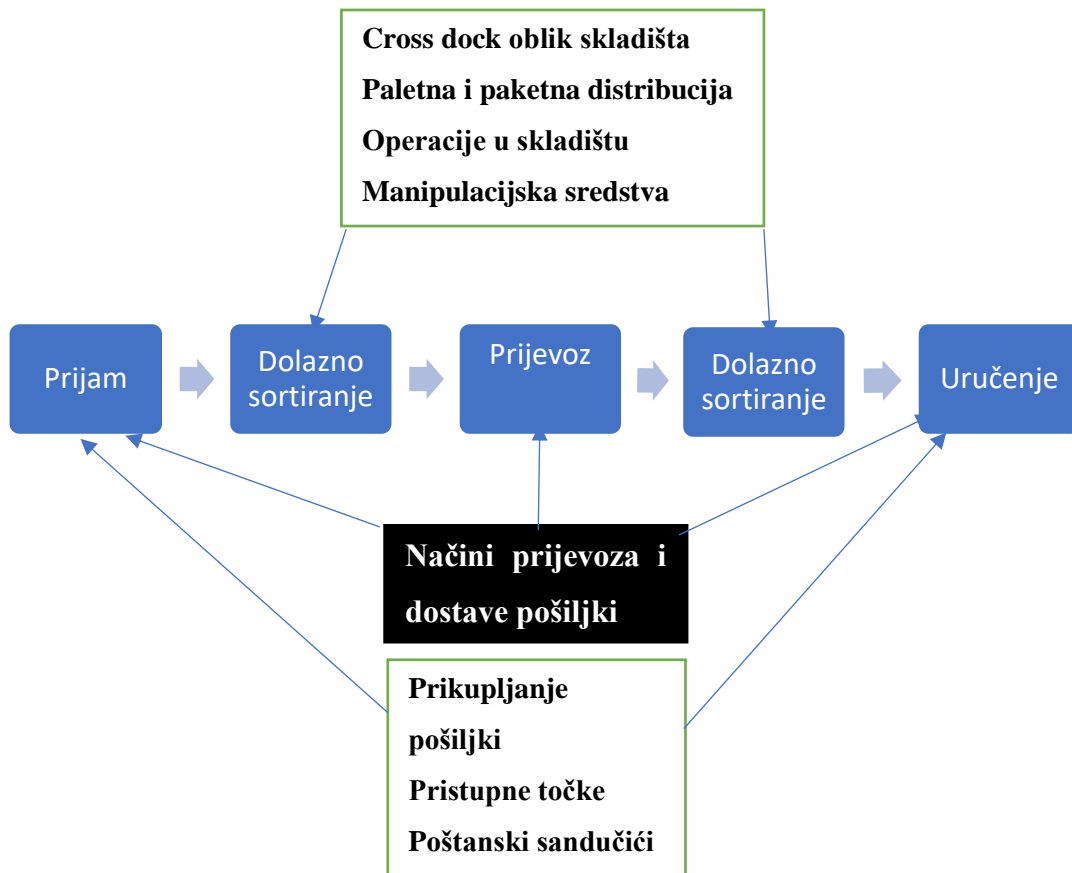 Cross dock oblik skladišta
Paletna i paketna distribucija
Operacije u skladištu
Manipulacijska sredstva
Prijam
Dolazno
sortiranje
Prijevoz
Dolazno
sortiranje
Uručenje
Načini prijevoza i
dostave pošiljki
Prikupljanje
pošiljki
Pristupne točke
Poštanski sandučići